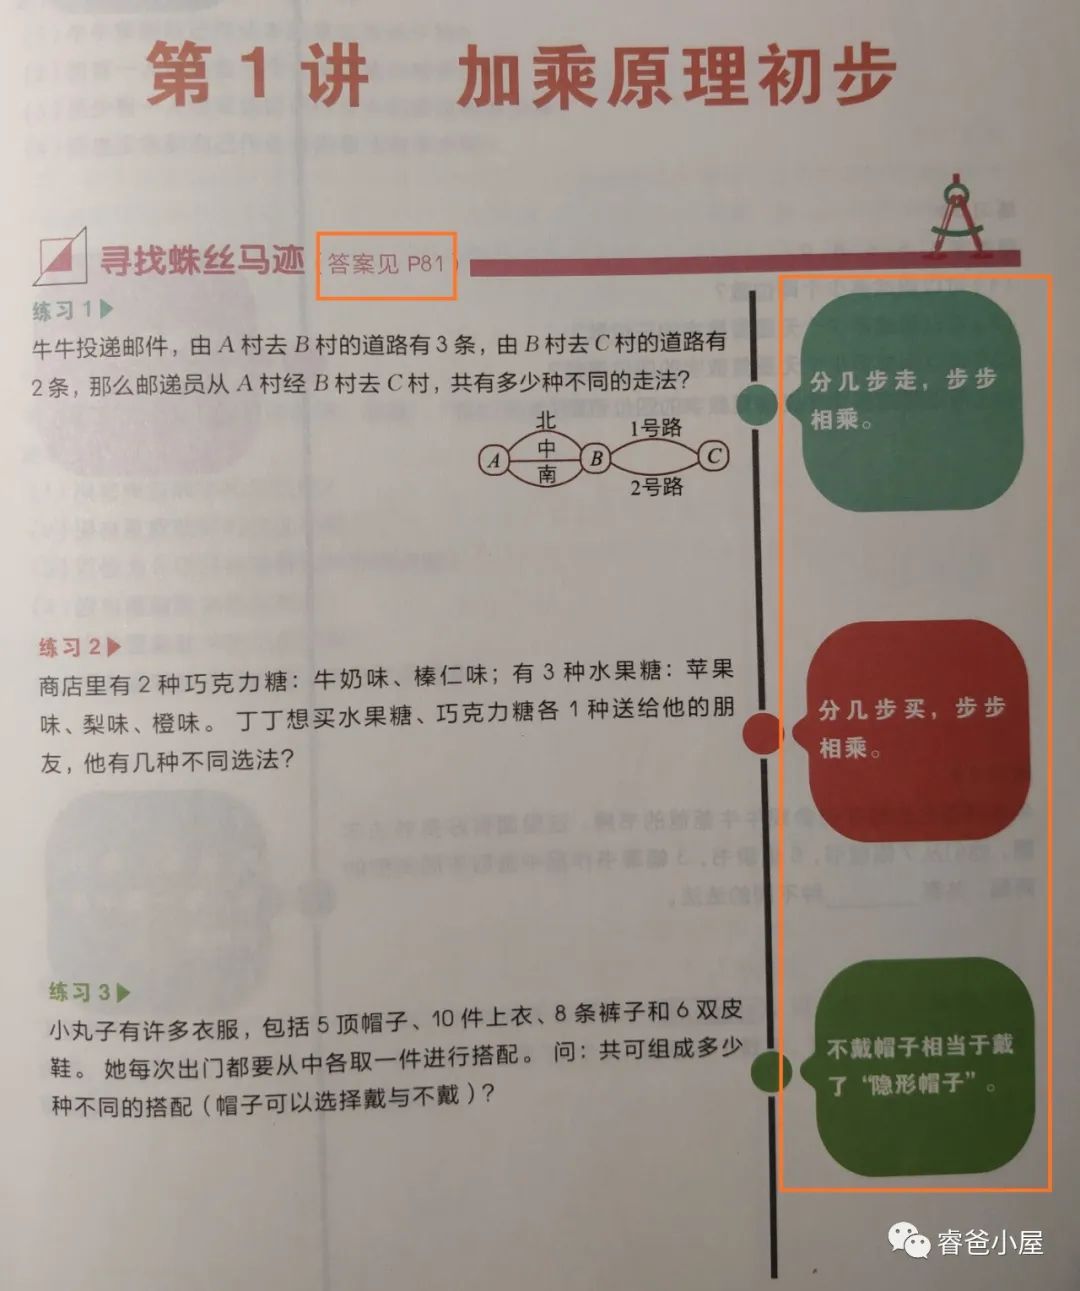 第1讲 加乘原理初步
寻找蛛丝马迹(答案见 P81)
练习1
牛牛投递邮件，由A村去B村的道路有3条，由B村去C村的道路有
2条，那么邮递员从A村经B村去C村，共有多少种不同的走法？
北
中
南
A
B
1号路
2号路
C
分几步走，步步
相乘。
练习2
商店里有2种巧克力糖：牛奶味、榛仁味；有3种水果糖：苹果
味、梨味、橙味。丁丁想买水果糖、巧克力糖各1种送给他的朋
友，他有几种不同选法？
分几步买，步步
相乘。
练习3
小丸子有许多衣服，包括5顶帽子、10件上衣、8条裤子和6双皮
鞋。她每次出门都要从中各取一件进行搭配。问：共可组成多少
种不同的搭配（帽子可以选择戴与不戴）？
不戴帽子相当于戴
了“隐形帽子”。
睿爸小屋